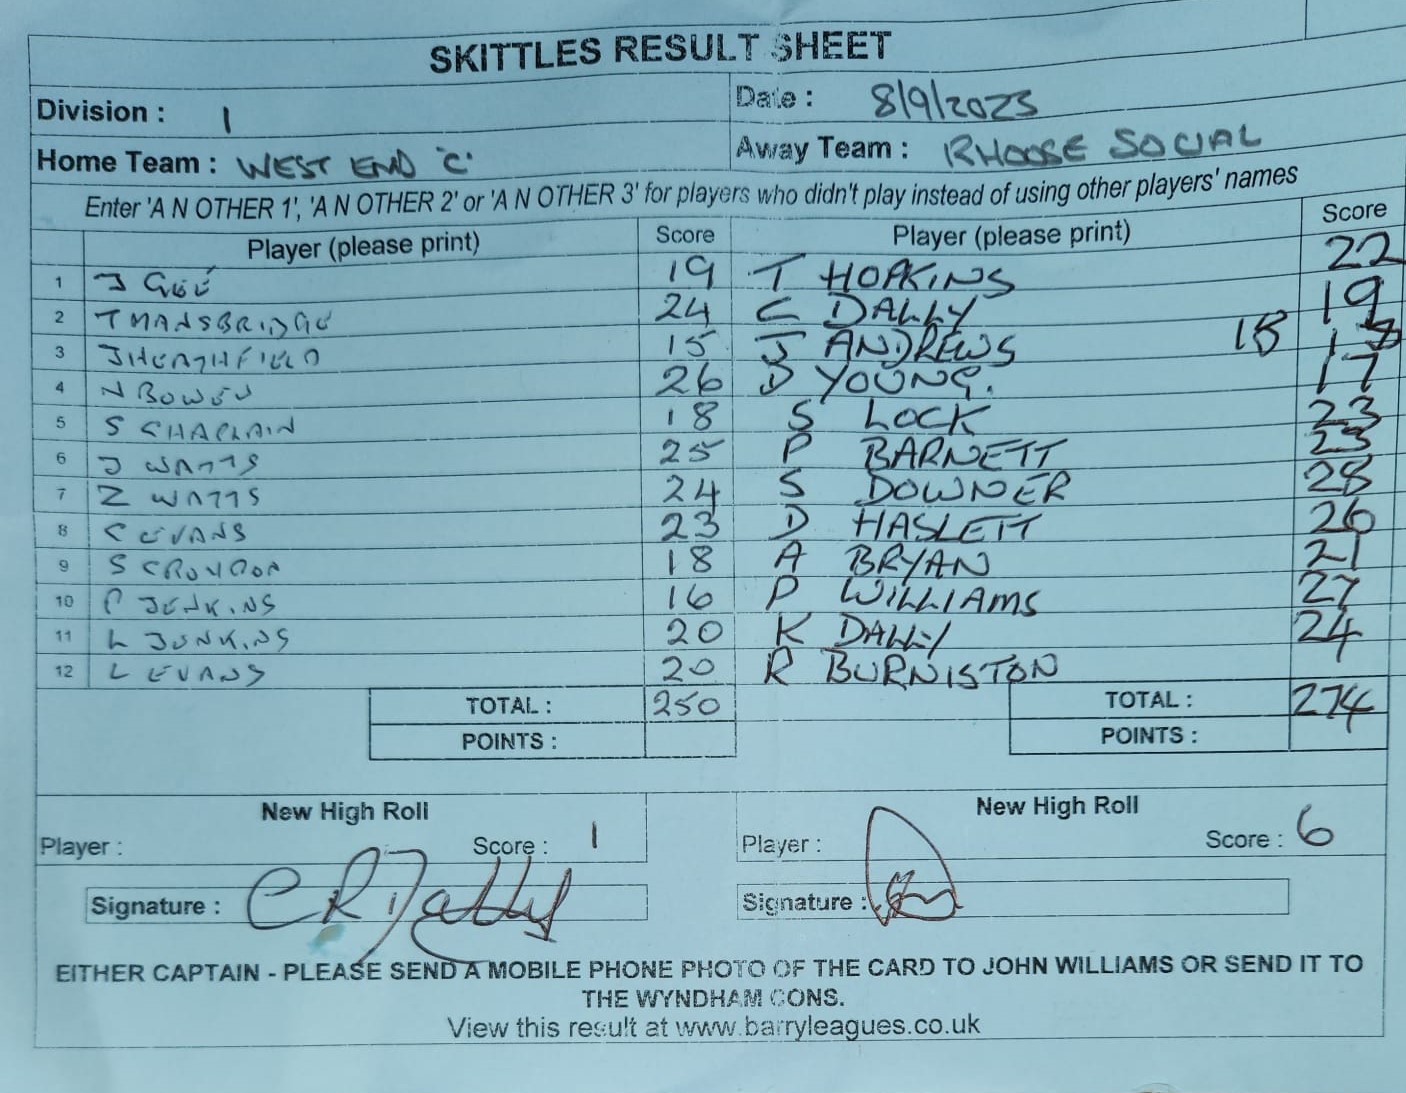 SKITTLES RESULT SHEET
Division : 1 Date : 8/9/2023
Home Team : WEST END 'C' Away Team : RHOOSE SOCIAL
Enter 'A N OTHER 1', 'A N OTHER 2' or 'A N OTHER 3' for players who didn't play instead of using other players' names
Player (please print) Score Player (please print) Score
1 J GEE 19 T HOPKINS 22
2 T MANSBRIDGE 24 C DALLY 19
3 J HEATHFIELD 15 J ANDREWS 18 18
4 N BOWEN 26 D YOUNG. 17
5 S CHAPLAIN 18 S LOCK 23
6 J WATTS 25 P BARNETT 23
7 Z WATTS 24 S DOWNER 28
8 C EVANS 23 D HASLETT 26
9 S CROYDON 18 A BRYAN 21
10 P JENKINS 16 P WILLIAMS 27
11 L JENKINS 20 K DALLY 24
12 L EVANS 20 R BURNISTON
TOTAL : 250 TOTAL : 274
POINTS : POINTS :
New High Roll New High Roll
Player : Score : 1 Player : Score : 6
Signature : C R Dally Signature :
EITHER CAPTAIN - PLEASE SEND A MOBILE PHONE PHOTO OF THE CARD TO JOHN WILLIAMS OR SEND IT TO
THE WYNDHAM CONS.
View this result at www.barryleagues.co.uk